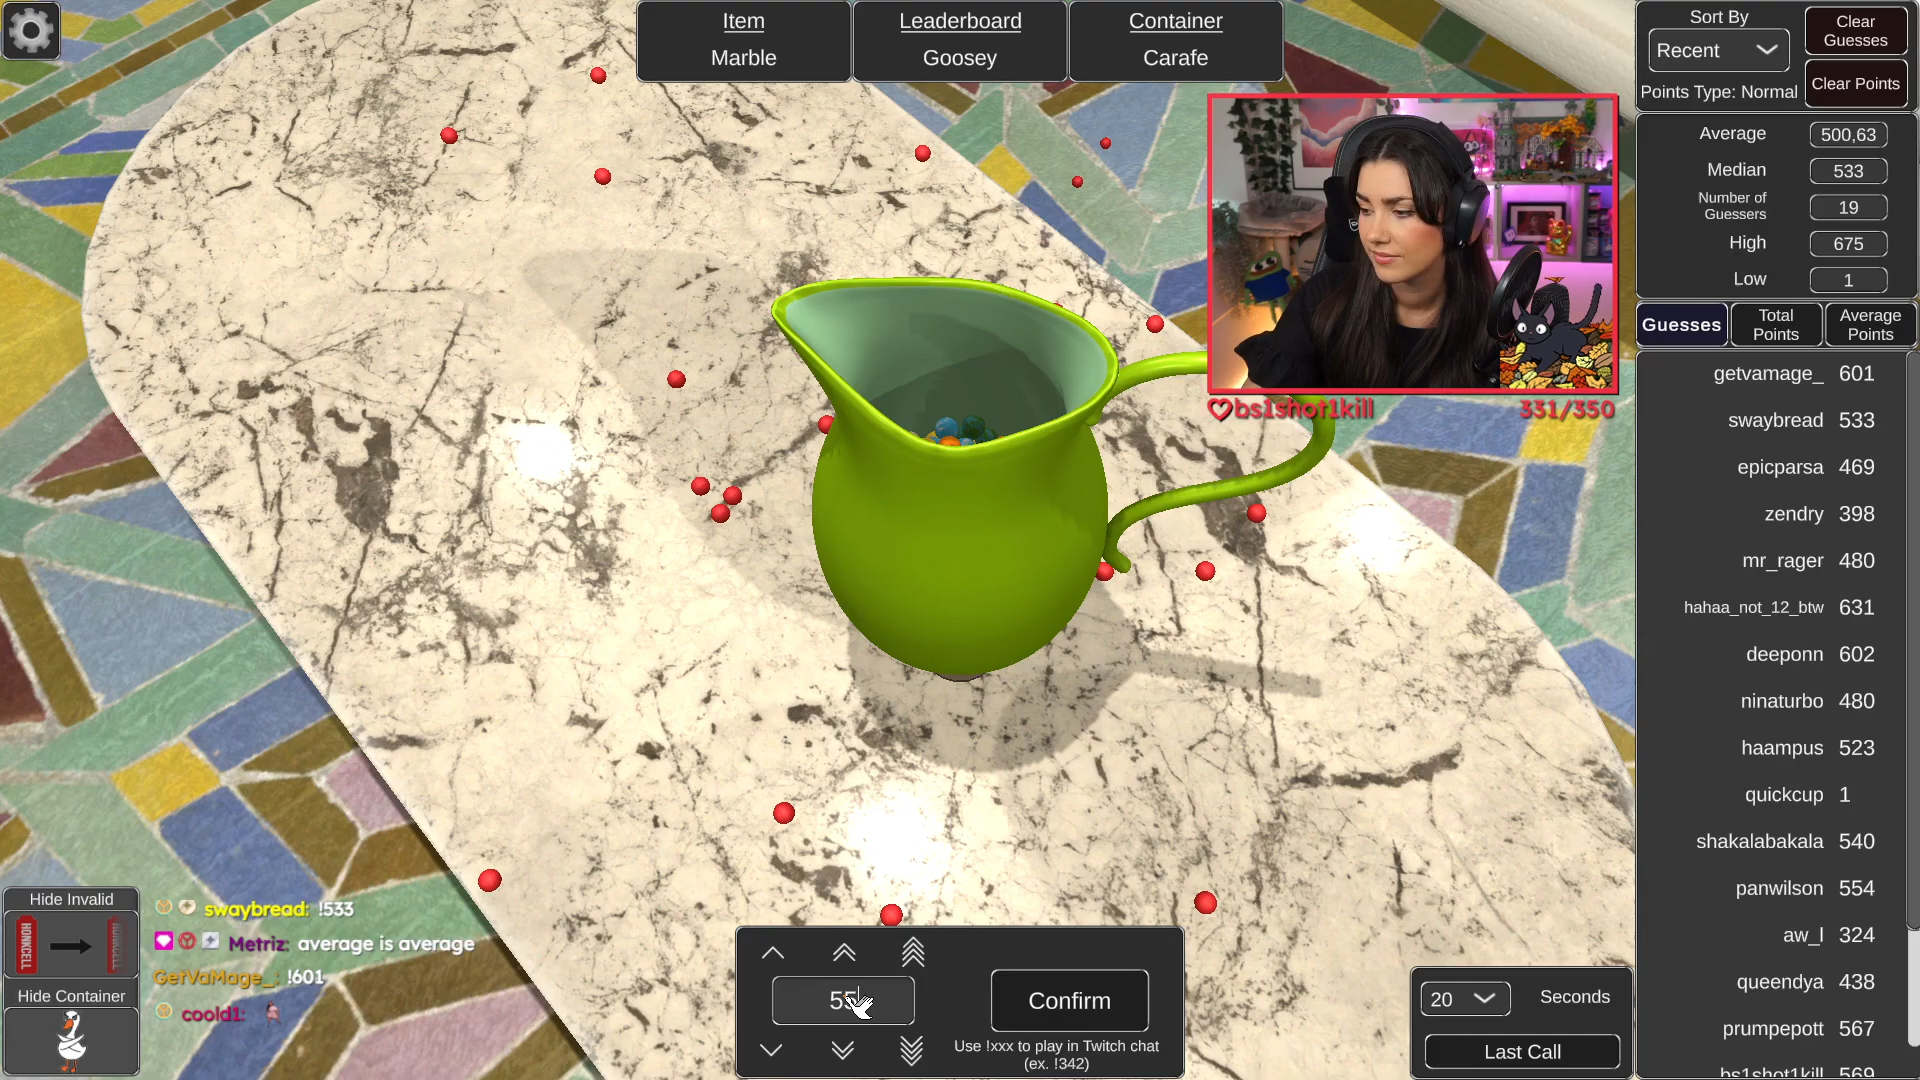 Item
Marble
Leaderboard
Goosey
Container
Carafe
Sort By
Recent
Clear Guesses
Points Type: Normal
Clear Points
Average 500,63
Median 533
Number of Guessers 19
High 675
Low 1
Guesses
Total Points
Average Points
getvamage_ 601
swaybread 533
epicparsa 469
zendry 398
mr_rager 480
hahaa_not_12_btw 631
deeponn 602
ninaturbo 480
haampus 523
quickcup 1
shakalabakala 540
panwilson 554
aw_l 324
queendya 438
prumpepott 567
bs1shot1kill 569
bs1shot1kill 331/350
Hide Invalid
HONKCELL
Hide Container
swaybread: !533
Metriz: average is average
GetVaMage_: !601
coold1:
Confirm
Use !xxx to play in Twitch chat
(ex. !342)
20 Seconds
Last Call